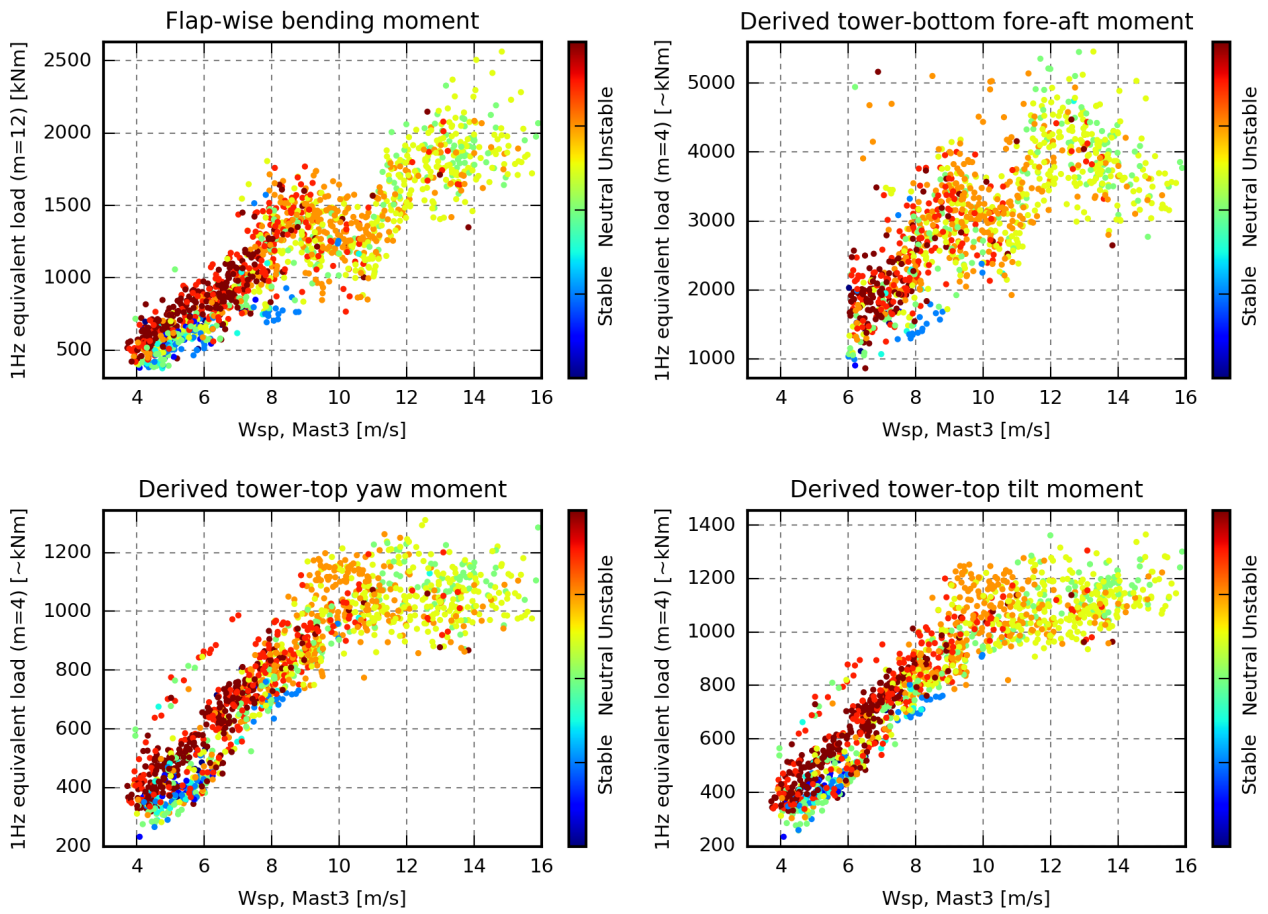 Flap-wise bending moment
1Hz equivalent load (m=12) [kNm]
2500
2000
1500
1000
500
4 6 8 10 12 14 16
Wsp, Mast3 [m/s]
Stable Neutral Unstable
Derived tower-bottom fore-aft moment
1Hz equivalent load (m=4) [~kNm]
5000
4000
3000
2000
1000
4 6 8 10 12 14 16
Wsp, Mast3 [m/s]
Stable Neutral Unstable
Derived tower-top yaw moment
1Hz equivalent load (m=4) [~kNm]
1200
1000
800
600
400
200
4 6 8 10 12 14 16
Wsp, Mast3 [m/s]
Stable Neutral Unstable
Derived tower-top tilt moment
1Hz equivalent load (m=4) [~kNm]
1400
1200
1000
800
600
400
200
4 6 8 10 12 14 16
Wsp, Mast3 [m/s]
Stable Neutral Unstable